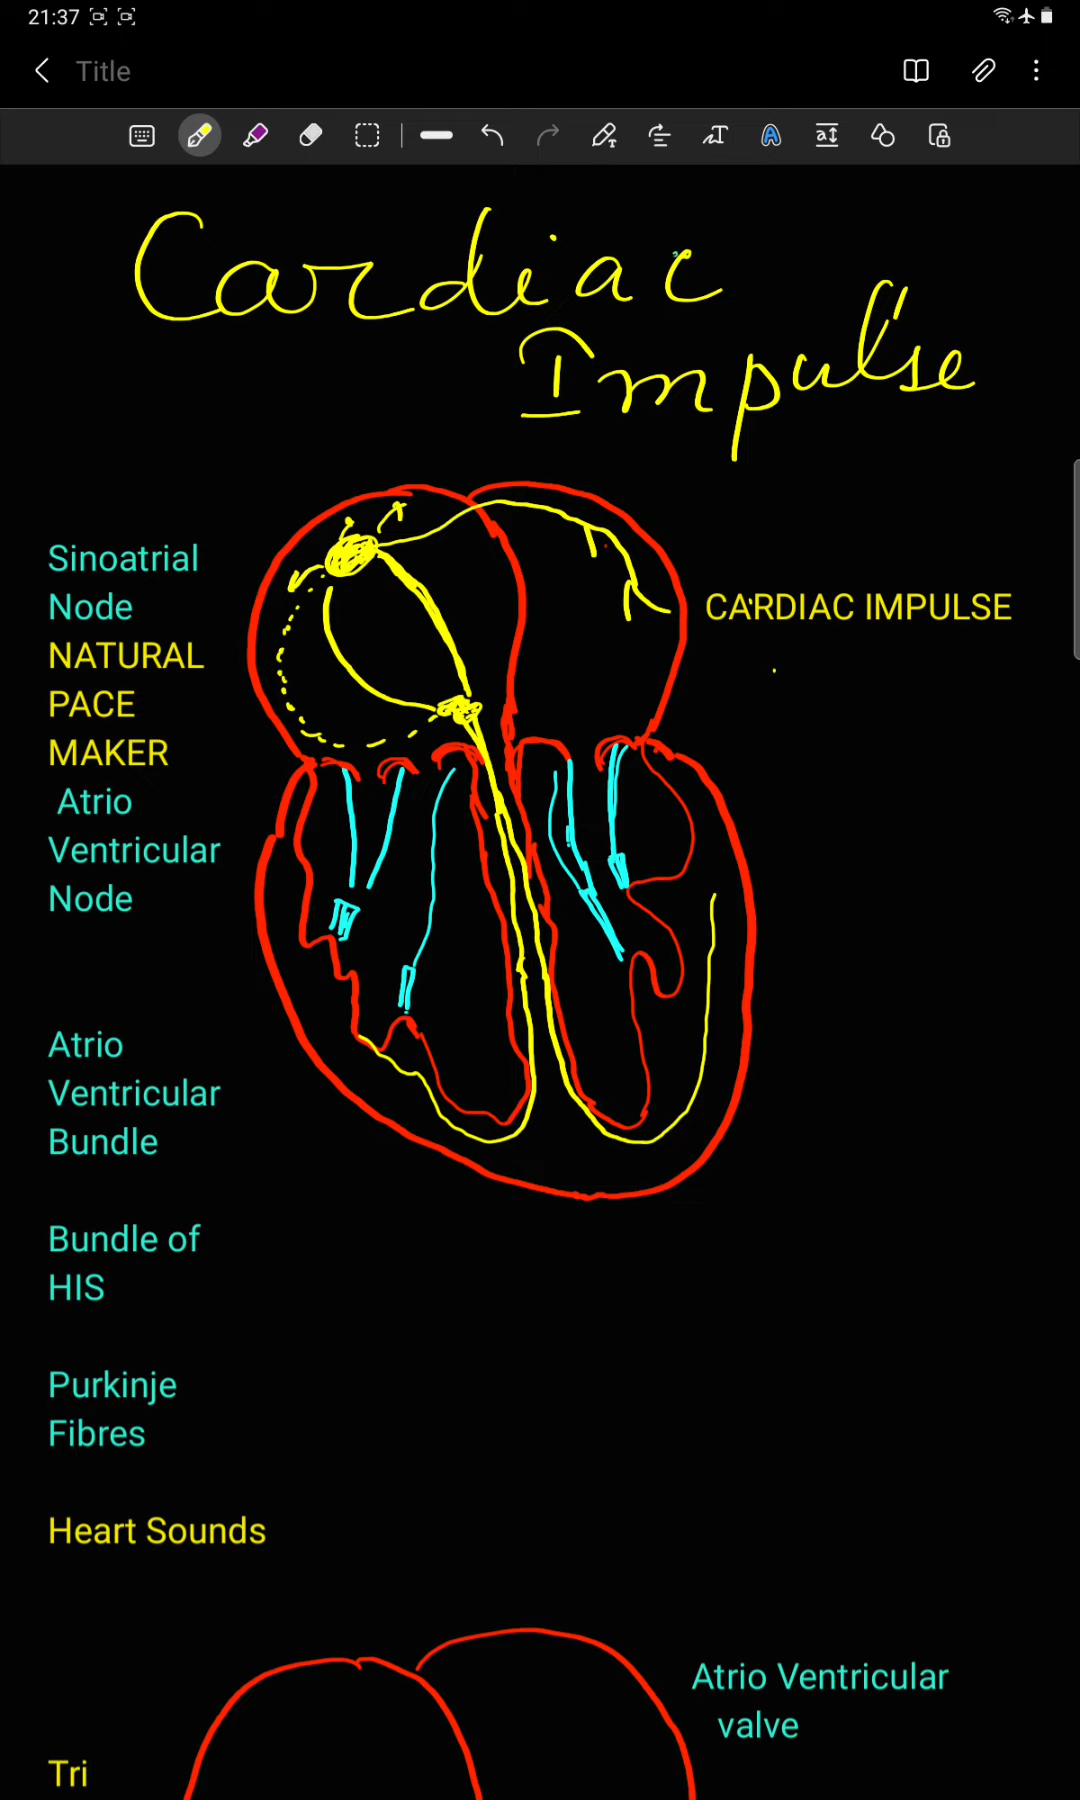 21:37
Title
Cardiac
Impulse
Sinoatrial
Node
NATURAL
PACE
MAKER
Atrio
Ventricular
Node
CARDIAC IMPULSE
Atrio
Ventricular
Bundle
Bundle of
HIS
Purkinje
Fibres
Heart Sounds
Atrio Ventricular
valve
Tri